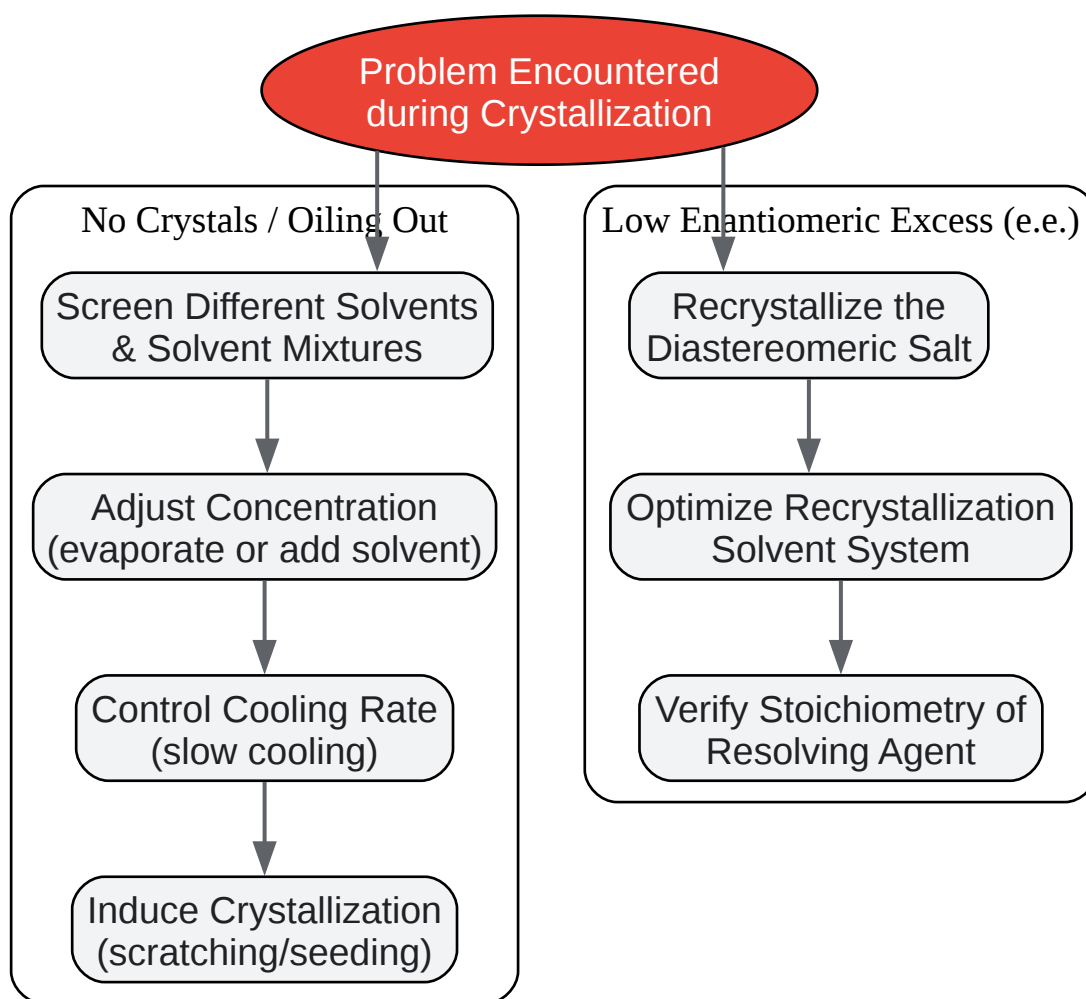 Problem Encountered
during Crystallization
No Crystals / Oiling Out
Screen Different Solvents
& Solvent Mixtures
Adjust Concentration
(evaporate or add solvent)
Control Cooling Rate
(slow cooling)
Induce Crystallization
(scratching/seeding)
Low Enantiomeric Excess (e.e.)
Recrystallize the
Diastereomeric Salt
Optimize Recrystallization
Solvent System
Verify Stoichiometry of
Resolving Agent